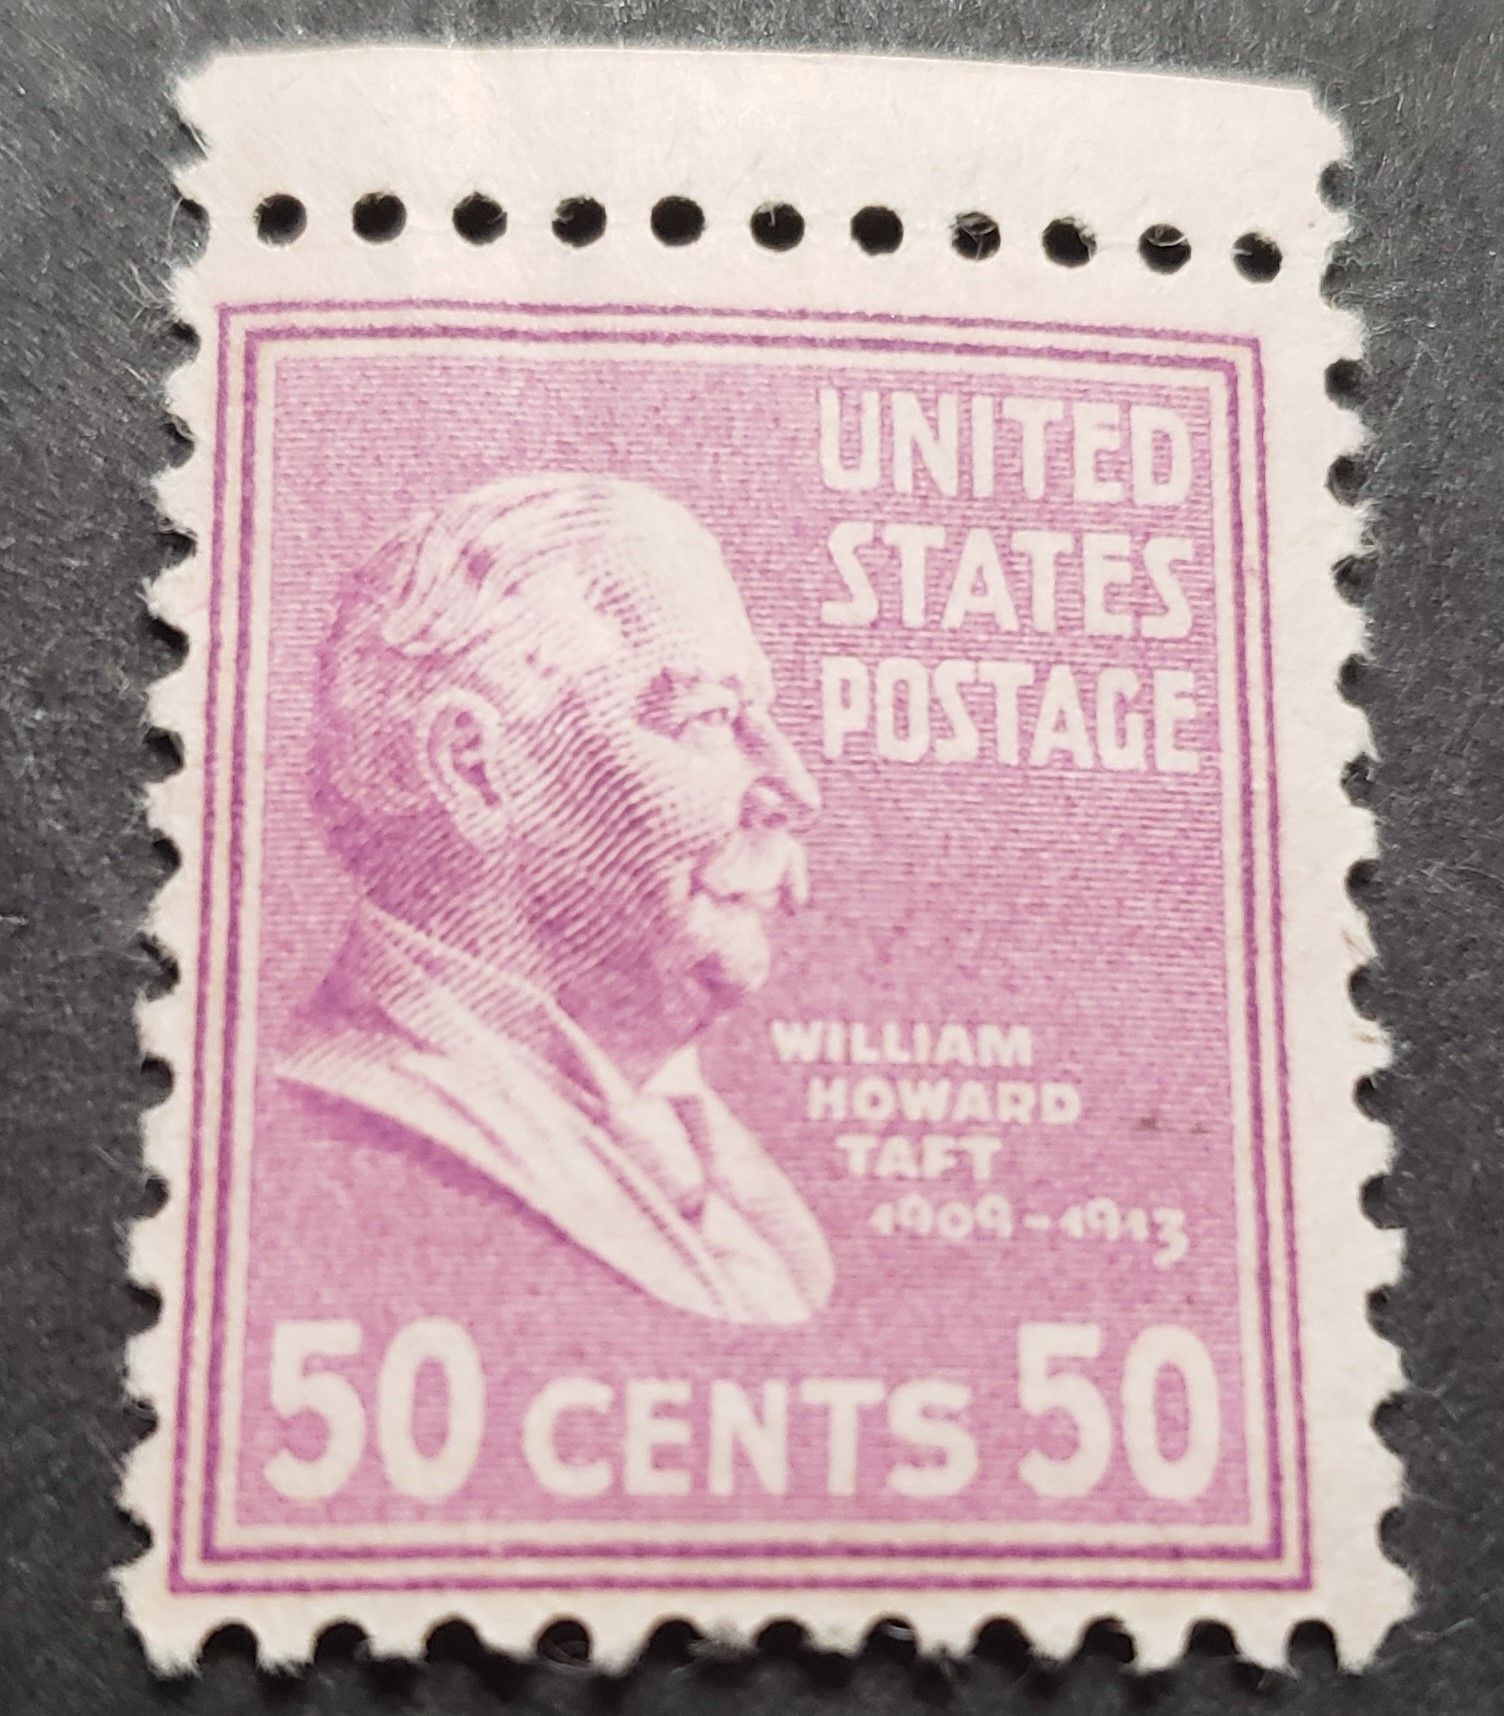 UNITED
STATES
POSTAGE
WILLIAM
HOWARD
TAFT
1909-1913
50 CENTS 50